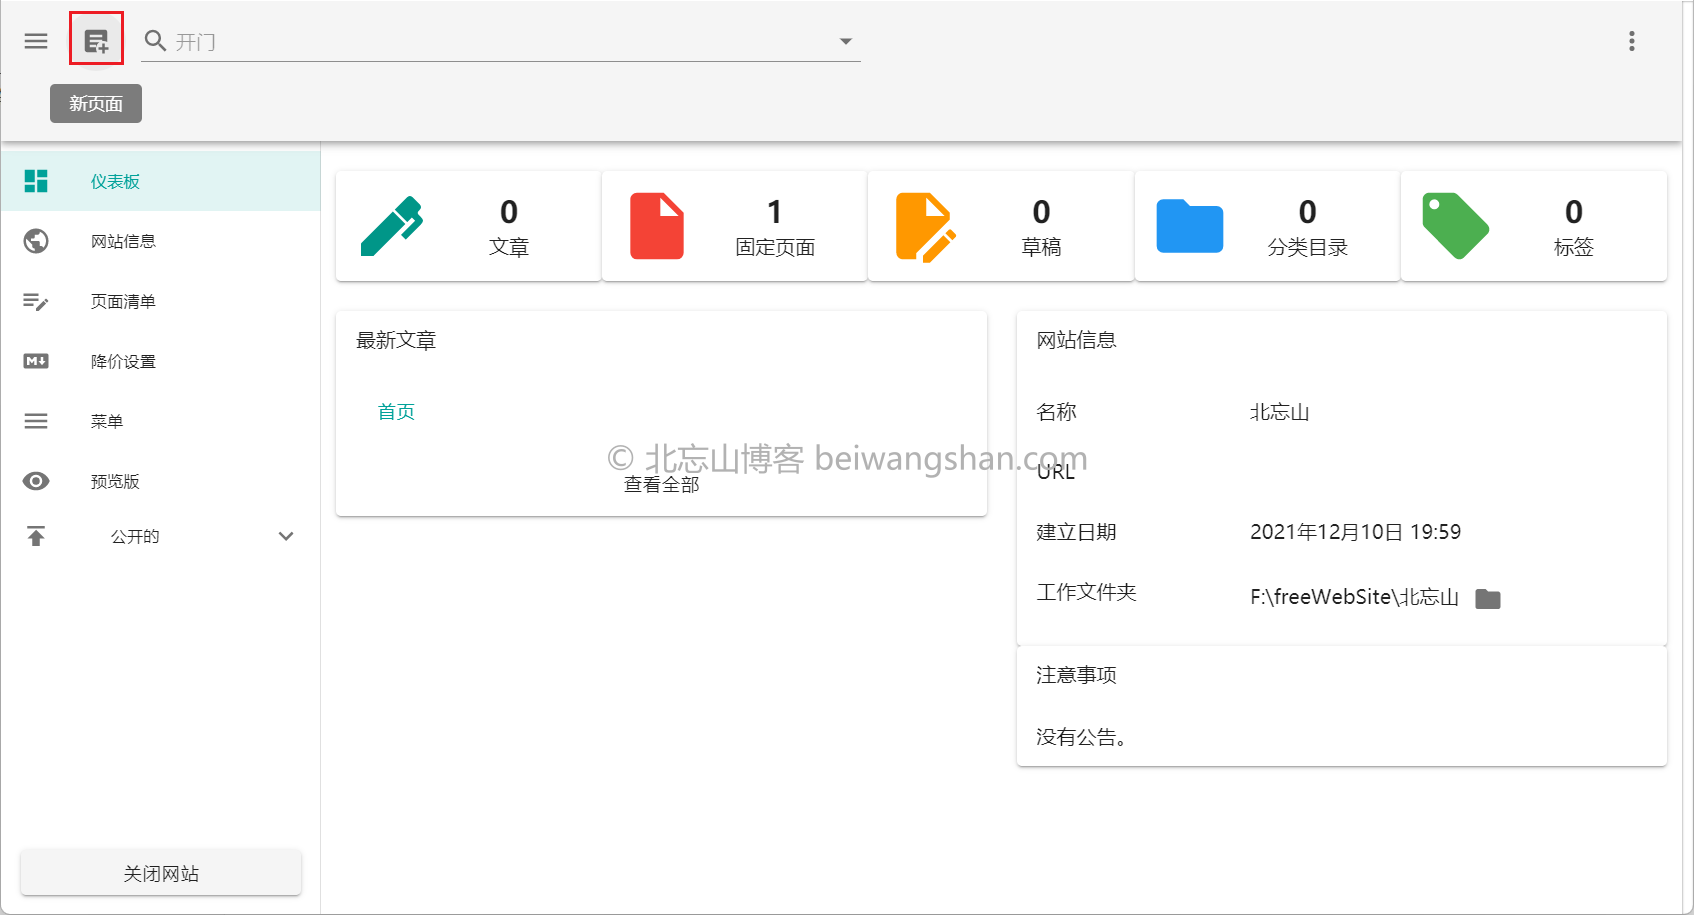 开门
新页面
仪表板
网站信息
页面清单
降价设置
菜单
预览版
公开的
关闭网站
0
文章
1
固定页面
0
草稿
0
分类目录
0
标签
最新文章
首页
查看全部
网站信息
名称 北忘山
© 北忘山博客 beiwangshan.com
URL
建立日期 2021年12月10日 19:59
工作文件夹 F:\freeWebSite\北忘山
注意事项
没有公告。